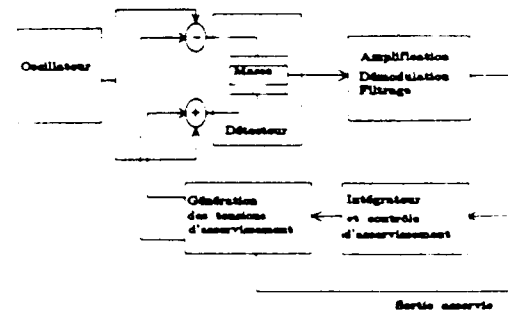 Oscillateur
Masse
Détecteur
Amplification
Démodulation
Filtrage
Génération
des tensions
d'asservissement
Intégrateur
et contrôle
d'asservissement
Sortie asservie